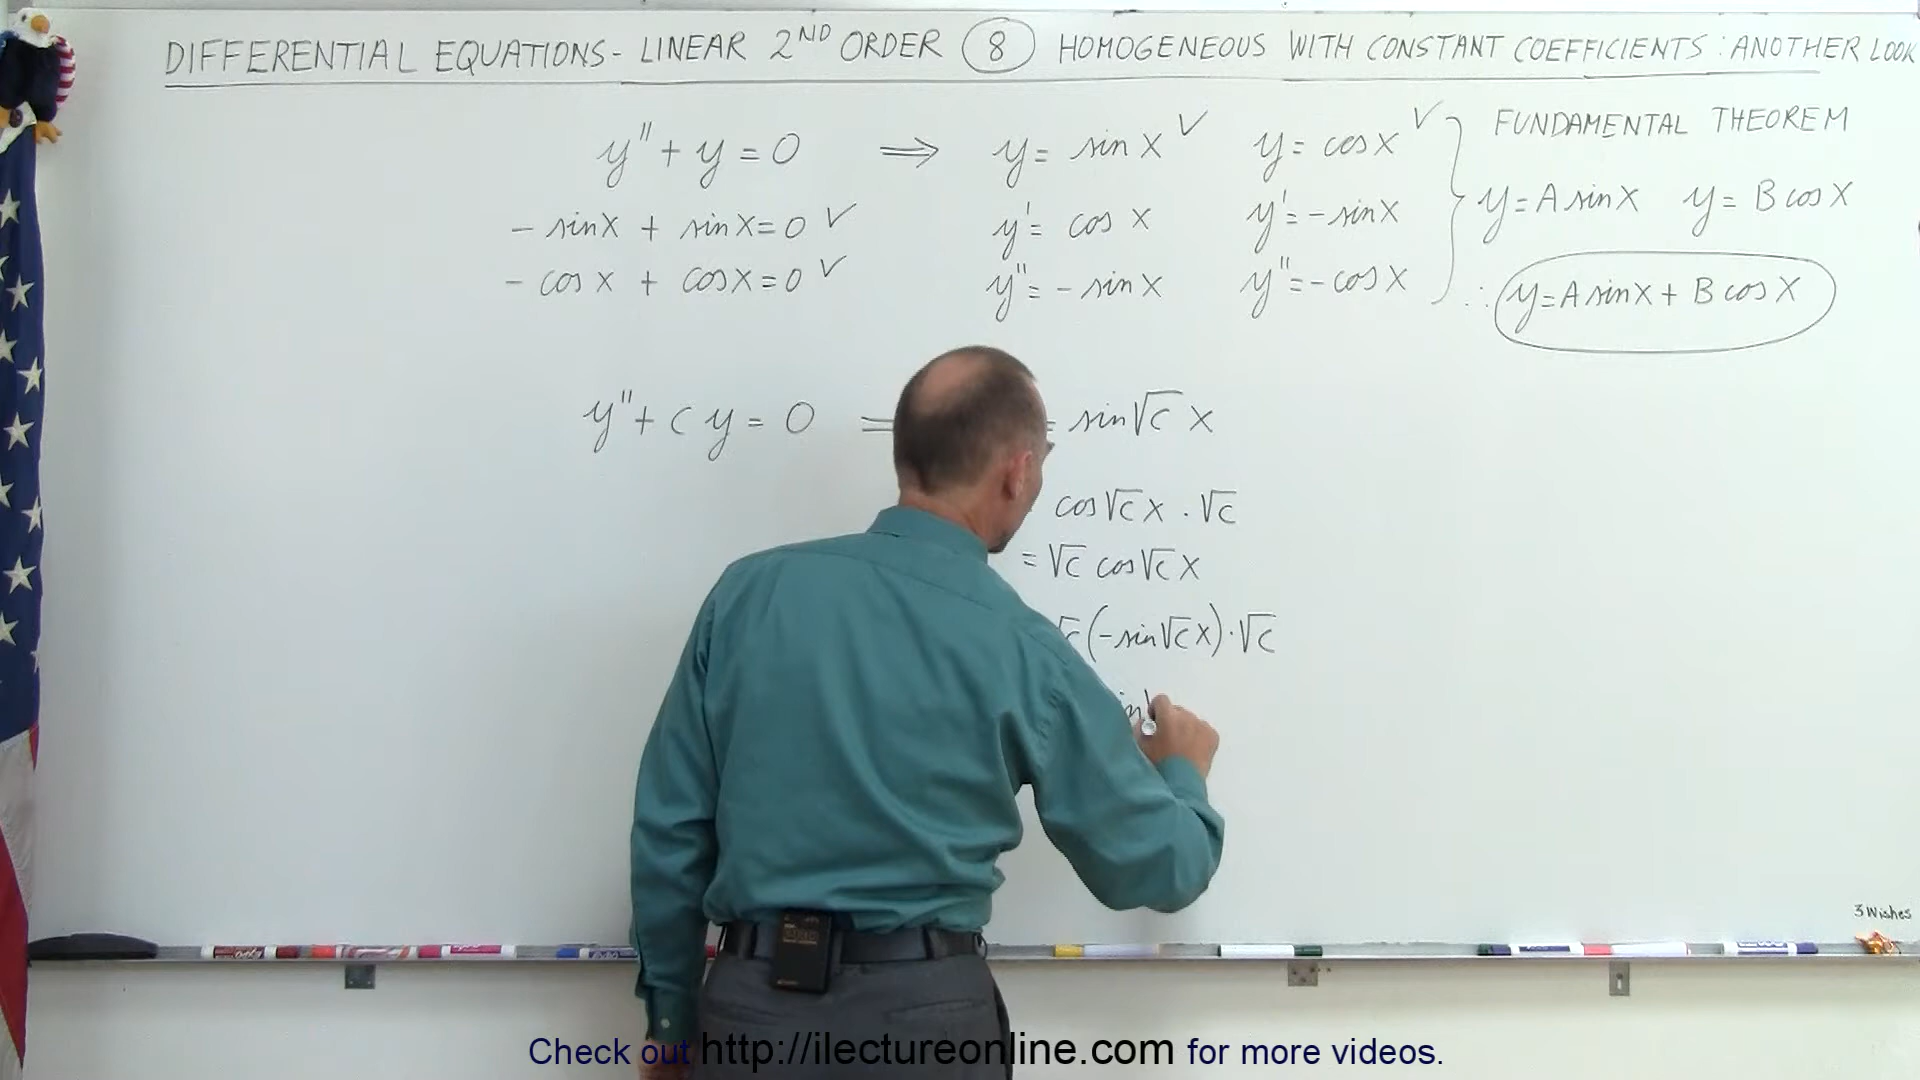 DIFFERENTIAL EQUATIONS - LINEAR 2ND ORDER 8 HOMOGENEOUS WITH CONSTANT COEFFICIENTS: ANOTHER LOOK
y'' + y = 0 ⟹ y = sin x ✓ y = cos x ✓ FUNDAMENTAL THEOREM
- sin x + sin x = 0 ✓ y' = cos x y' = - sin x y = A sin x y = B cos x
- cos x + cos x = 0 ✓ y'' = - sin x y'' = - cos x ∴ y = A sin x + B cos x
y'' + c y = 0 = = sin √c x
cos √c x · √c
= √c cos √c x
√c (- sin √c x) · √c
3 Wishes
Check out http://ilectureonline.com for more videos.